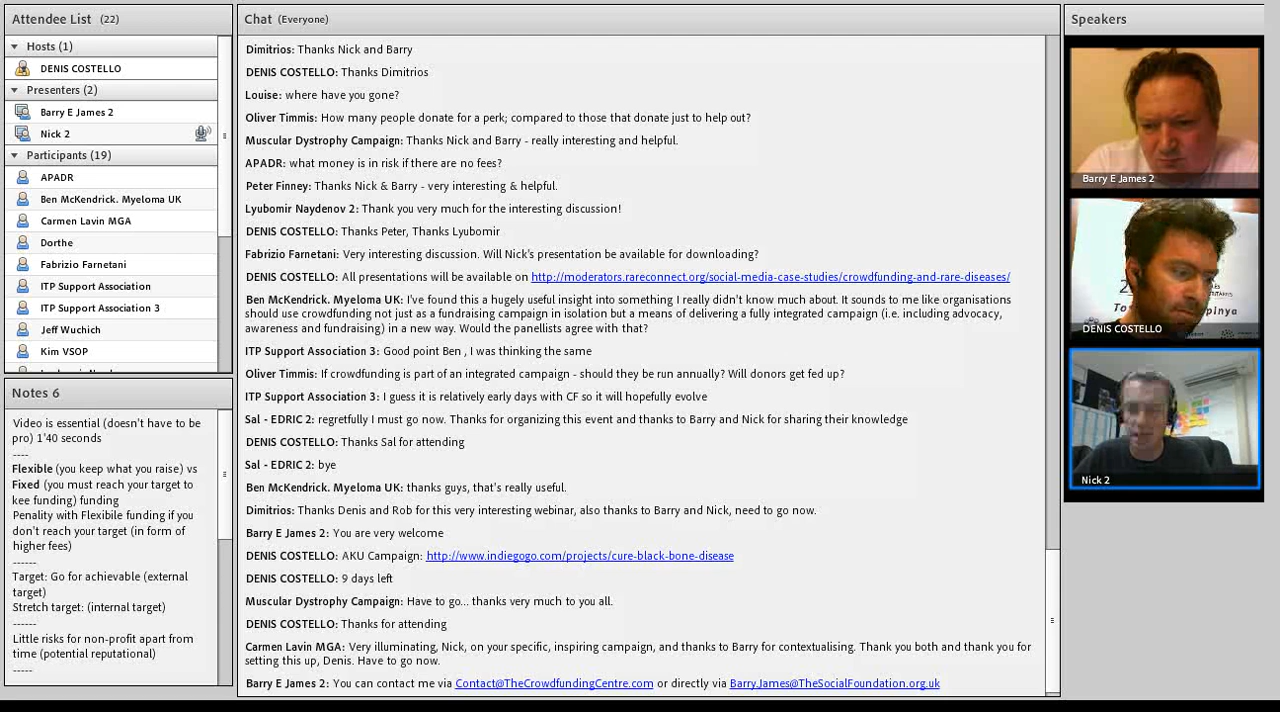 Attendee List (22)
Hosts (1)
DENIS COSTELLO
Presenters (2)
Barry E James 2
Nick 2
Participants (19)
APADR
Ben McKendrick. Myeloma UK
Carmen Lavin MGA
Dorthe
Fabrizio Farnetani
ITP Support Association
ITP Support Association 3
Jeff Wuchich
Kim VSOP
Notes 6
Video is essential (doesn't have to be
pro) 1'40 seconds
----
Flexible (you keep what you raise) vs
Fixed (you must reach your target to
kee funding) funding
Penality with Flexible funding if you
don't reach your target (in form of
higher fees)
------
Target: Go for achievable (external
target)
Stretch target: (internal target)
------
Little risks for non-profit apart from
time (potential reputational)
-----
Chat (Everyone)
Dimitrios: Thanks Nick and Barry
DENIS COSTELLO: Thanks Dimitrios
Louise: where have you gone?
Oliver Timmis: How many people donate for a perk; compared to those that donate just to help out?
Muscular Dystrophy Campaign: Thanks Nick and Barry - really interesting and helpful.
APADR: what money is in risk if there are no fees?
Peter Finney: Thanks Nick & Barry - very interesting & helpful.
Lyubomir Naydenov 2: Thank you very much for the interesting discussion!
DENIS COSTELLO: Thanks Peter, Thanks Lyubomir
Fabrizio Farnetani: Very interesting discussion. Will Nick's presentation be available for downloading?
DENIS COSTELLO: All presentations will be available on http://moderators.rareconnect.org/social-media-case-studies/crowdfunding-and-rare-diseases/
Ben McKendrick. Myeloma UK: I've found this a hugely useful insight into something I really didn't know much about. It sounds to me like organisations
should use crowdfunding not just as a fundraising campaign in isolation but a means of delivering a fully integrated campaign (i.e. including advocacy,
awareness and fundraising) in a new way. Would the panellists agree with that?
ITP Support Association 3: Good point Ben , I was thinking the same
Oliver Timmis: If crowdfunding is part of an integrated campaign - should they be run annually? Will donors get fed up?
ITP Support Association 3: I guess it is relatively early days with CF so it will hopefully evolve
Sal - EDRIC 2: regretfully I must go now. Thanks for organizing this event and thanks to Barry and Nick for sharing their knowledge
DENIS COSTELLO: Thanks Sal for attending
Sal - EDRIC 2: bye
Ben McKendrick. Myeloma UK: thanks guys, that's really useful.
Dimitrios: Thanks Denis and Rob for this very interesting webinar, also thanks to Barry and Nick, need to go now.
Barry E James 2: You are very welcome
DENIS COSTELLO: AKU Campaign: http://www.indiegogo.com/projects/cure-black-bone-disease
DENIS COSTELLO: 9 days left
Muscular Dystrophy Campaign: Have to go... thanks very much to you all.
DENIS COSTELLO: Thanks for attending
Carmen Lavin MGA: Very illuminating, Nick, on your specific, inspiring campaign, and thanks to Barry for contextualising. Thank you both and thank you for
setting this up, Denis. Have to go now.
Barry E James 2: You can contact me via Contact@TheCrowdfundingCentre.com or directly via Barry.James@TheSocialFoundation.org.uk
Speakers
Barry E James 2
DENIS COSTELLO
Nick 2